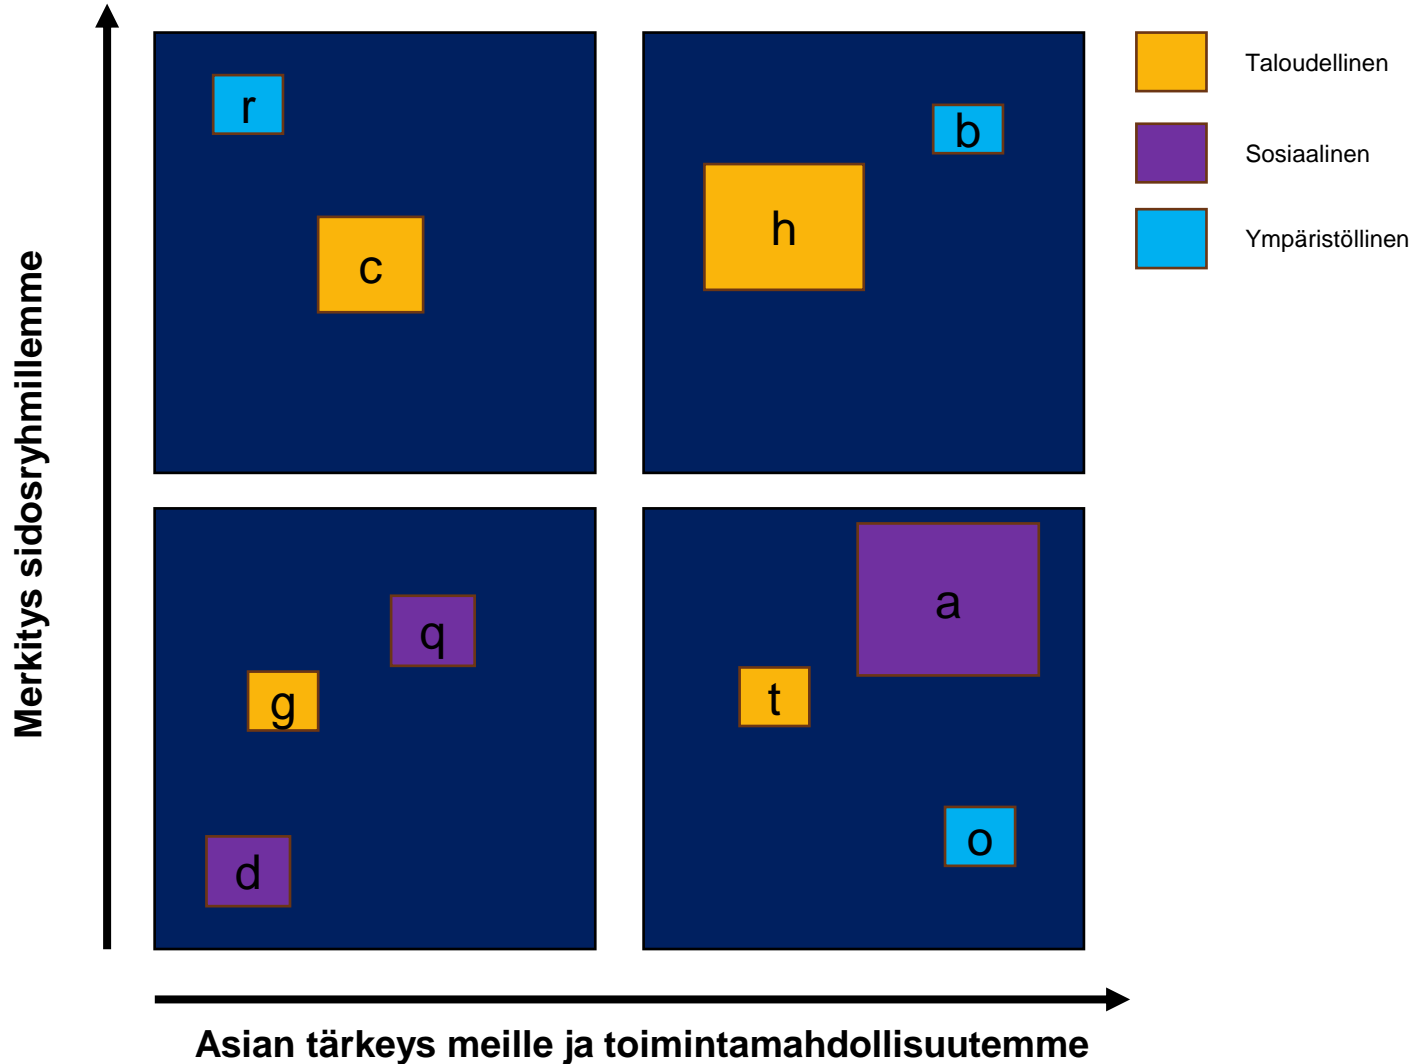 Merkitys sidosryhmillemme
r
b
c
h
q
a
g
t
d
o
Asian tärkeys meille ja toimintamahdollisuutemme
Taloudellinen
Sosiaalinen
Ympäristöllinen